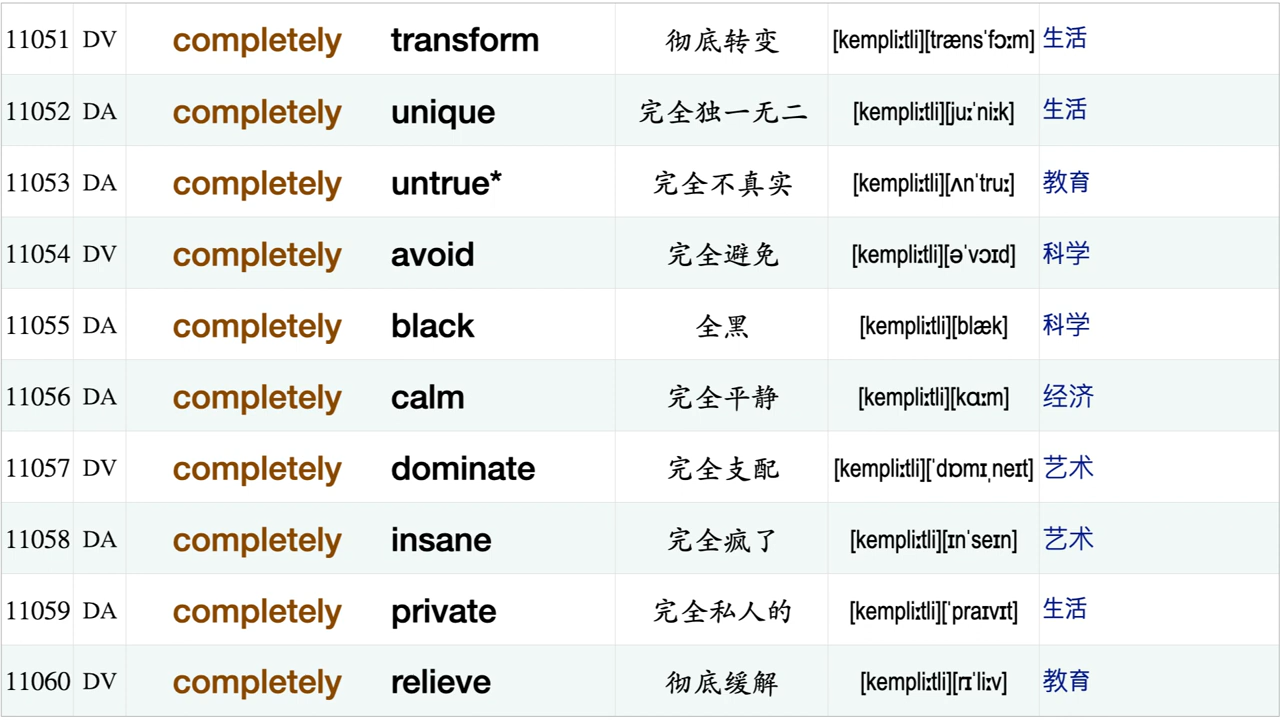 11051 DV completely transform 彻底转变 [kempliːtli][trænsˈfɔːm] 生活
11052 DA completely unique 完全独一无二 [kempliːtli][juːˈniːk] 生活
11053 DA completely untrue* 完全不真实 [kempliːtli][ʌnˈtruː] 教育
11054 DV completely avoid 完全避免 [kempliːtli][əˈvɔɪd] 科学
11055 DA completely black 全黑 [kempliːtli][blæk] 科学
11056 DA completely calm 完全平静 [kempliːtli][kɑːm] 经济
11057 DV completely dominate 完全支配 [kempliːtli][ˈdɒmɪˌneɪt] 艺术
11058 DA completely insane 完全疯了 [kempliːtli][ɪnˈseɪn] 艺术
11059 DA completely private 完全私人的 [kempliːtli][ˈpraɪvɪt] 生活
11060 DV completely relieve 彻底缓解 [kempliːtli][rɪˈliːv] 教育